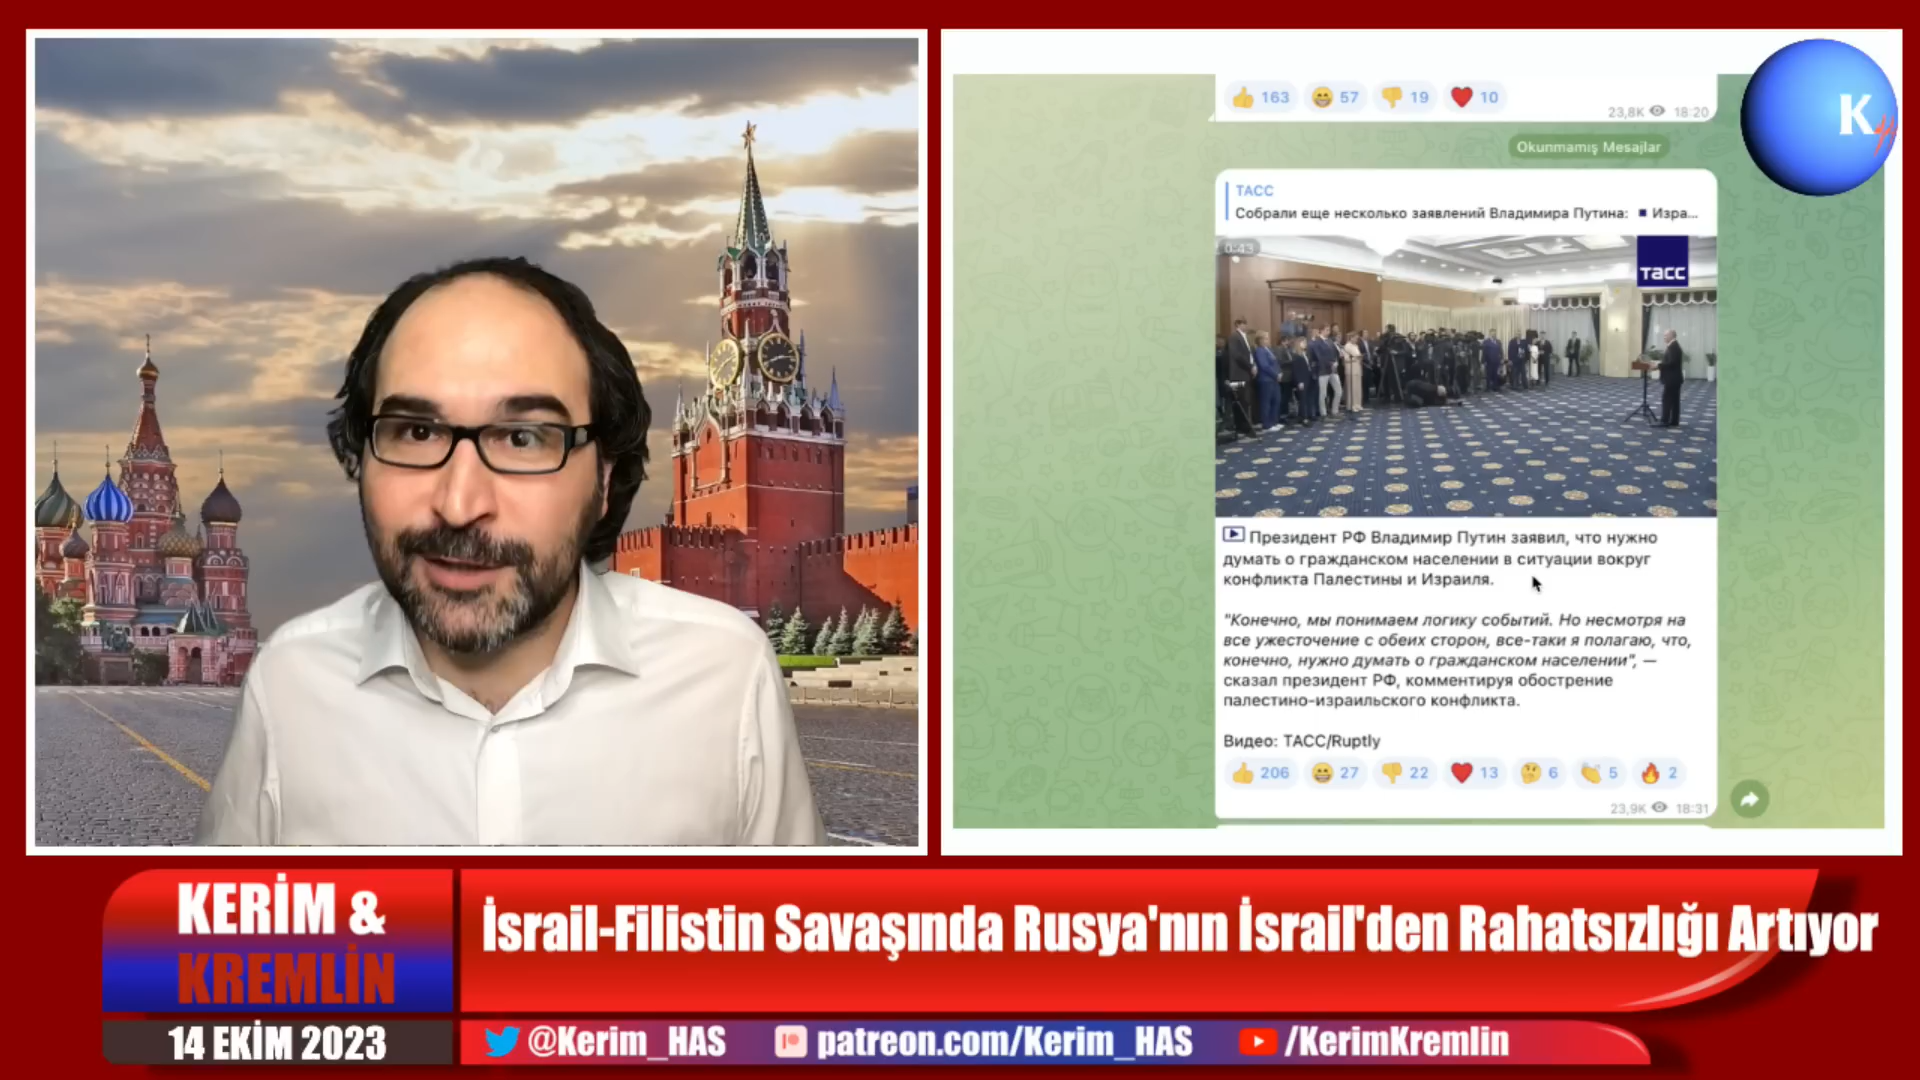 163 57 19 10
23,8K 18:20
K
Okunmamış Mesajlar
ТАСС
Собрали еще несколько заявлений Владимира Путина: ▪ Изра...
0:43
ТАСС
Президент РФ Владимир Путин заявил, что нужно
думать о гражданском населении в ситуации вокруг
конфликта Палестины и Израиля.
"Конечно, мы понимаем логику событий. Но несмотря на
все ужесточение с обеих сторон, все-таки я полагаю, что,
конечно, нужно думать о гражданском населении", —
сказал президент РФ, комментируя обострение
палестино-израильского конфликта.
Видео: ТАСС/Ruptly
206 27 22 13 6 5 2
23,9K 18:31
KERİM &
KREMLİN
İsrail-Filistin Savaşında Rusya'nın İsrail'den Rahatsızlığı Artıyor
14 EKİM 2023
@Kerim_HAS patreon.com/Kerim_HAS /KerimKremlin